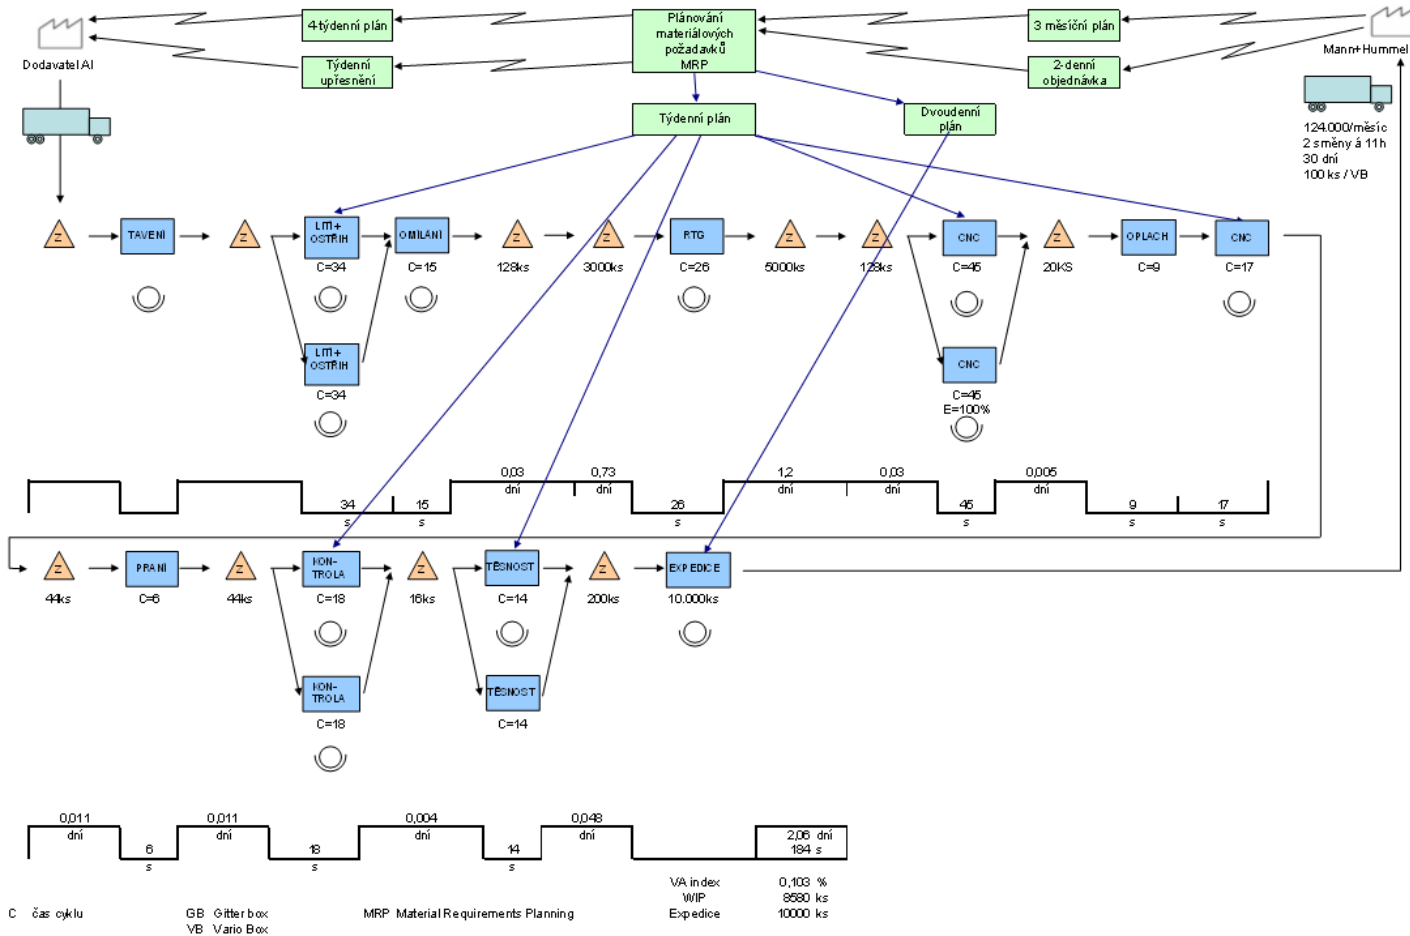 4-týdenní plán
Plánování
materiálových
požadavků
MRP
3 měsíční plán
Dodavatel Al
Týdenní
upřesnění
2-denní
objednávka
Mann+Hummel
Týdenní plán
Dvoudenní
plán
124.000/měsíc
2 směny á 11h
30 dní
100 ks / VB
Z
TAVENÍ
Z
LITÍ+
OSTŘIH
OMÍLÁNÍ
Z
Z
RTG
Z
Z
CNC
Z
OPLACH
CNC
C=34
C=15
128ks
3000ks
C=26
5000ks
128ks
C=45
20KS
C=9
C=17
LITÍ+
OSTŘIH
CNC
C=34
C=45
E=100%
0,03
dní
0,73
dní
1,2
dní
0,03
dní
0,005
dní
34
s
15
s
26
s
45
s
9
s
17
s
Z
PRANÍ
Z
KON-
TROLA
Z
TĚSNOST
Z
EXPEDICE
44ks
C=6
44ks
C=18
16ks
C=14
200ks
10.000ks
KON-
TROLA
TĚSNOST
C=18
C=14
0,011
dní
0,011
dní
0,004
dní
0,048
dní
6
s
18
s
14
s
2,06 dní
184 s
VA index 0,103 %
WIP 8580 ks
Expedice 10000 ks
C čas cyklu
GB Gitter box
VB Vario Box
MRP Material Requirements Planning